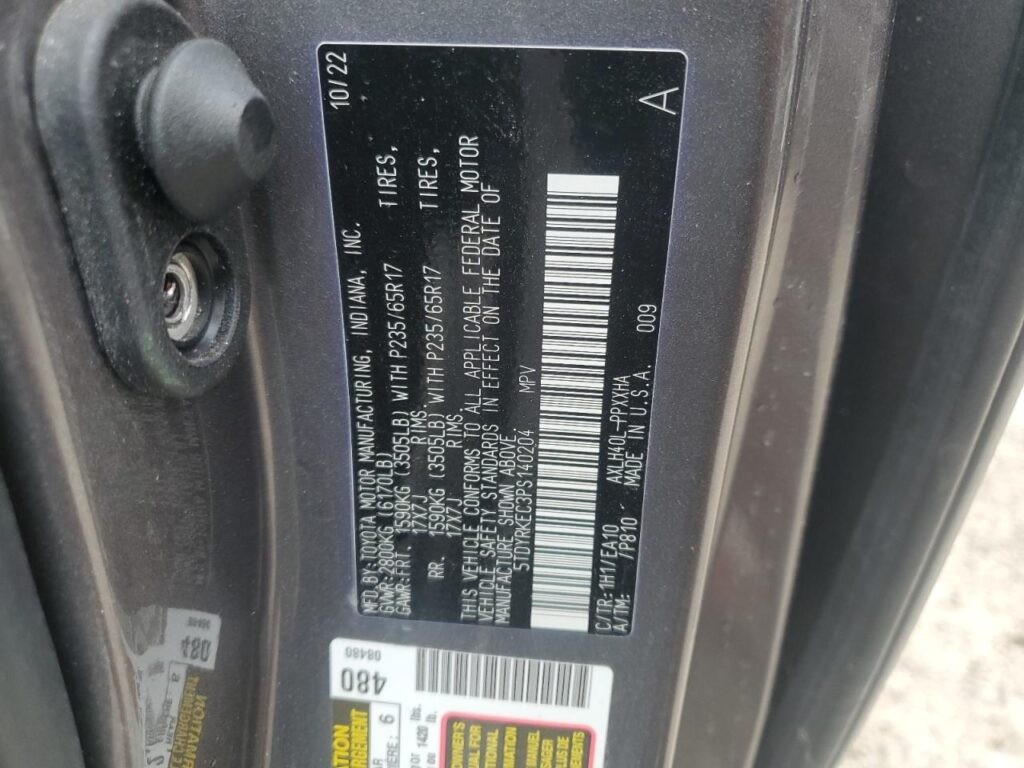 10/22
MFD.BY:TOYOTA MOTOR MANUFACTURING, INDIANA, INC.
GVWR:2800KG (6170LB)
GAWR:FRT. 1590KG (3505LB) WITH P235/65R17 TIRES,
17X7J RIMS.
RR. 1590KG (3505LB) WITH P235/65R17 TIRES,
17X7J RIMS.
THIS VEHICLE CONFORMS TO ALL APPLICABLE FEDERAL MOTOR
VEHICLE SAFETY STANDARDS IN EFFECT ON THE DATE OF
MANUFACTURE SHOWN ABOVE.
5TDYRKEC3PS140204 MPV
C/TR:1H1/EA10 AXLH40L-PPXXHA 009
A/TM: -/P810 MADE IN U.S.A.
A
480
08480
6
1420 lb.
lbs.